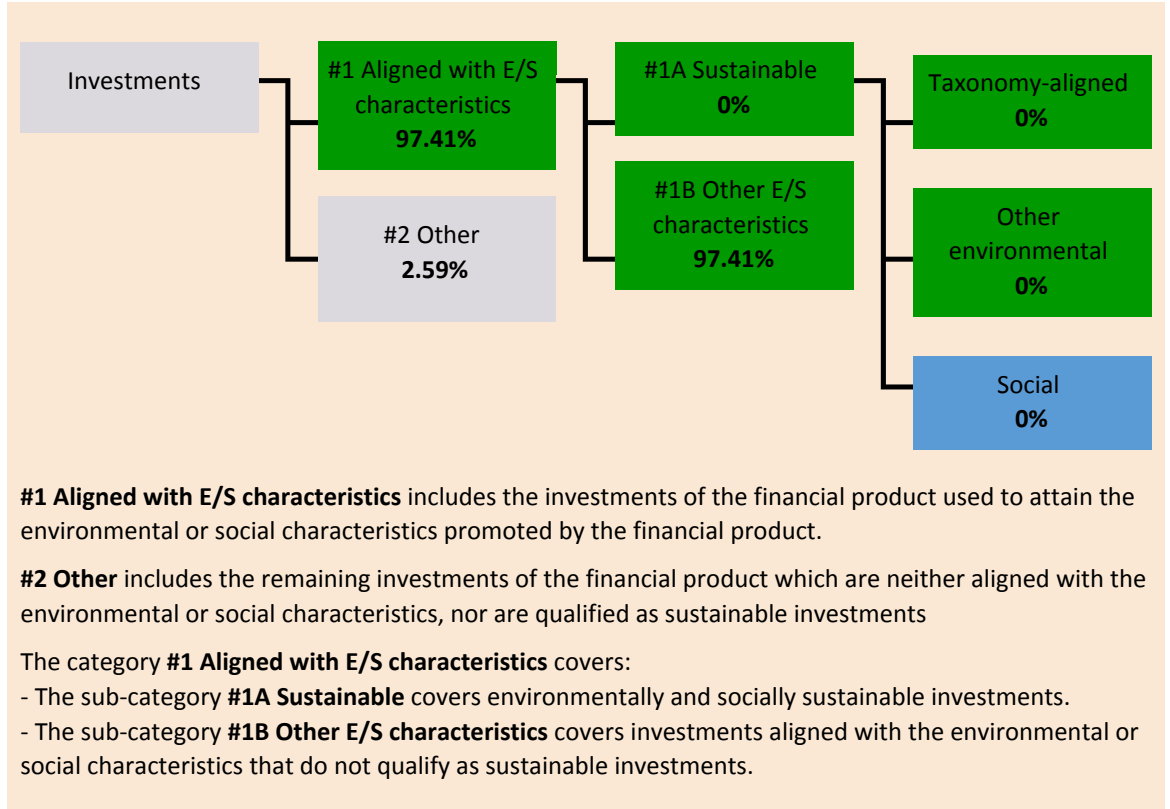 Investments
#1 Aligned with E/S
characteristics
97.41%
#2 Other
2.59%
#1A Sustainable
0%
#1B Other E/S
characteristics
97.41%
Taxonomy-aligned
0%
Other
environmental
0%
Social
0%
#1 Aligned with E/S characteristics includes the investments of the financial product used to attain the
environmental or social characteristics promoted by the financial product.
#2 Other includes the remaining investments of the financial product which are neither aligned with the
environmental or social characteristics, nor are qualified as sustainable investments
The category #1 Aligned with E/S characteristics covers:
- The sub-category #1A Sustainable covers environmentally and socially sustainable investments.
- The sub-category #1B Other E/S characteristics covers investments aligned with the environmental or
social characteristics that do not qualify as sustainable investments.